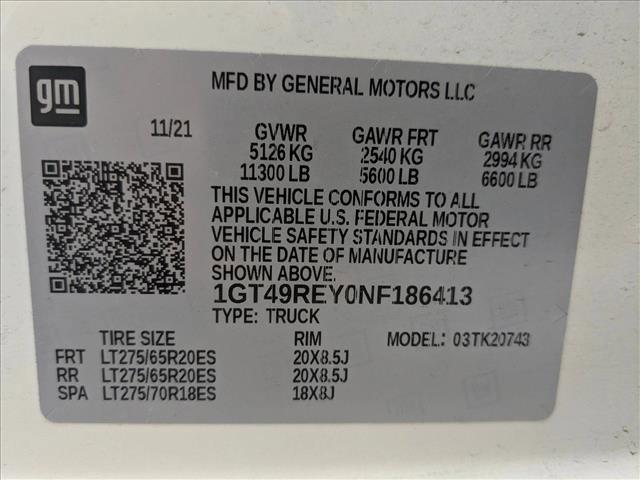 gm
MFD BY GENERAL MOTORS LLC
11/21 GVWR GAWR FRT GAWR RR
5126 KG 2540 KG 2994 KG
11300 LB 5600 LB 6600 LB
THIS VEHICLE CONFORMS TO ALL
APPLICABLE U.S. FEDERAL MOTOR
VEHICLE SAFETY STANDARDS IN EFFECT
ON THE DATE OF MANUFACTURE
SHOWN ABOVE.
1GT49REY0NF186413
TYPE: TRUCK
TIRE SIZE RIM MODEL: 03TK20743
FRT LT275/65R20ES 20X8.5J
RR LT275/65R20ES 20X8.5J
SPA LT275/70R18ES 18X8J